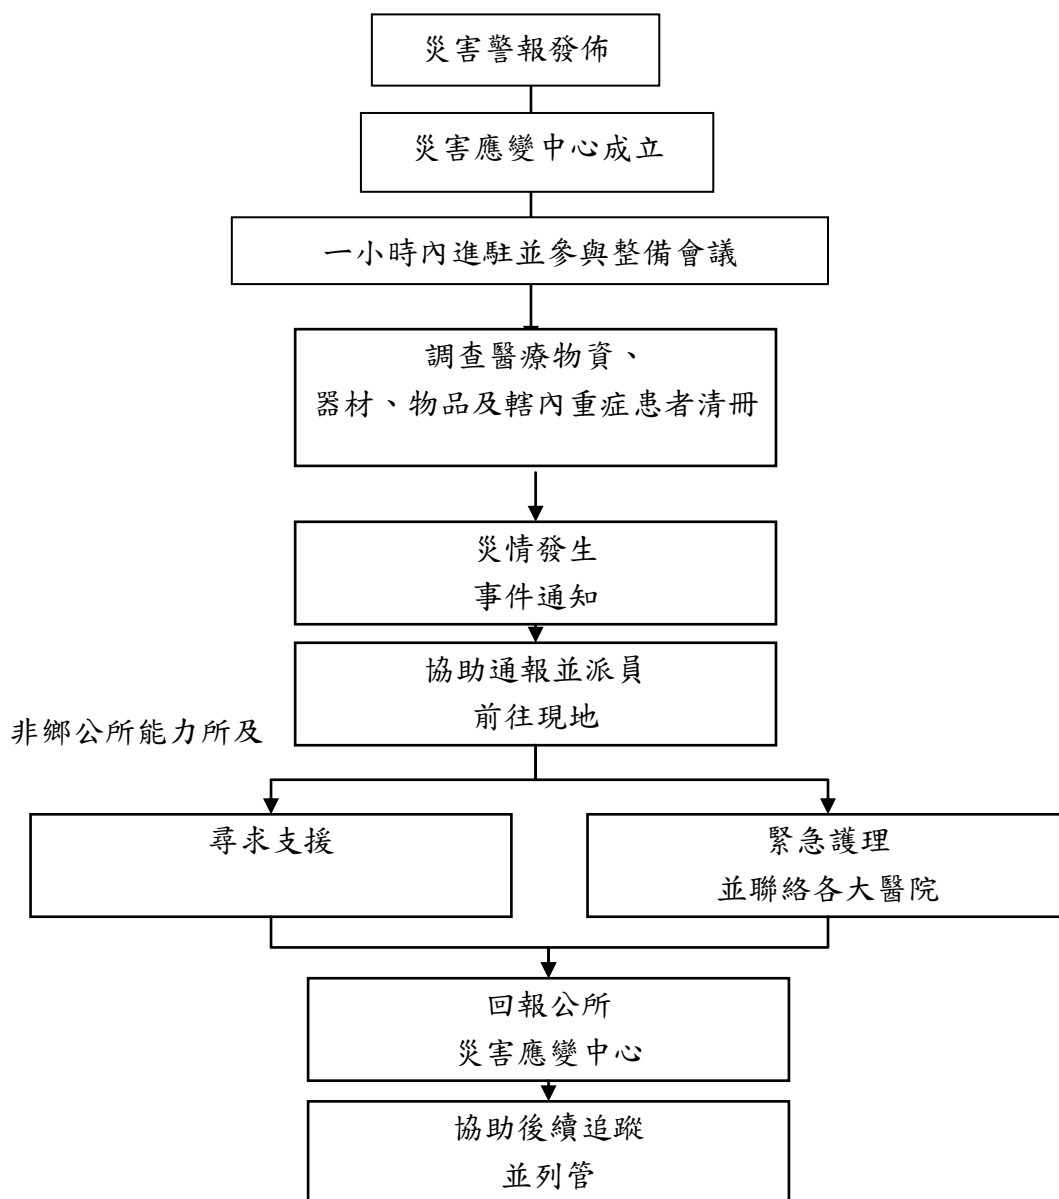 災害警報發佈
災害應變中心成立
一小時內進駐並參與整備會議
調查醫療物資、
器材、物品及轄內重症患者清冊
災情發生
事件通知
協助通報並派員
前往現地
非鄉公所能力所及
尋求支援
緊急護理
並聯絡各大醫院
回報公所
災害應變中心
協助後續追蹤
並列管